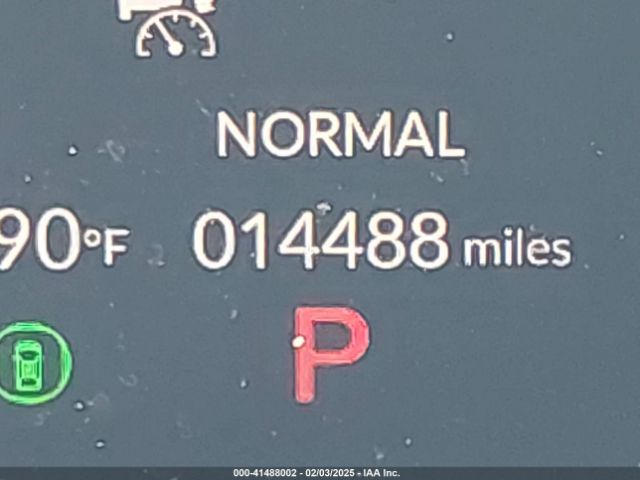 NORMAL
90°F 014488 miles
P
000-41488002 - 02/03/2025 - IAA Inc.